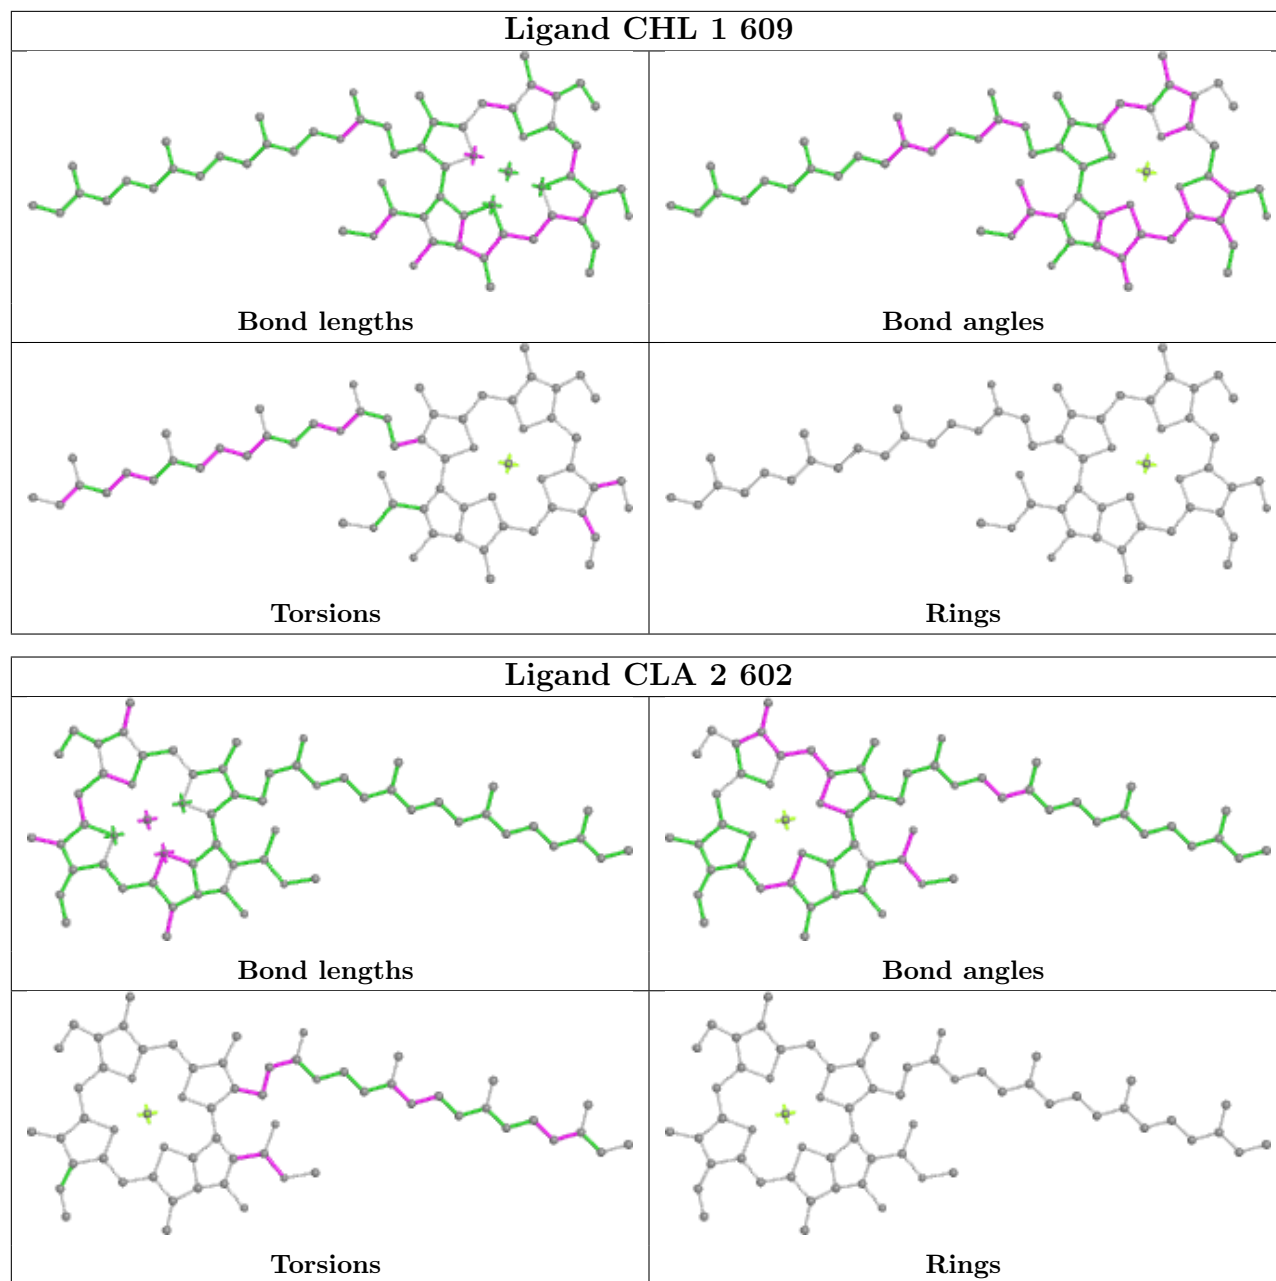 Ligand CHL 1 609
Bond lengths
Bond angles
Torsions
Rings
Ligand CLA 2 602
Bond lengths
Bond angles
Torsions
Rings